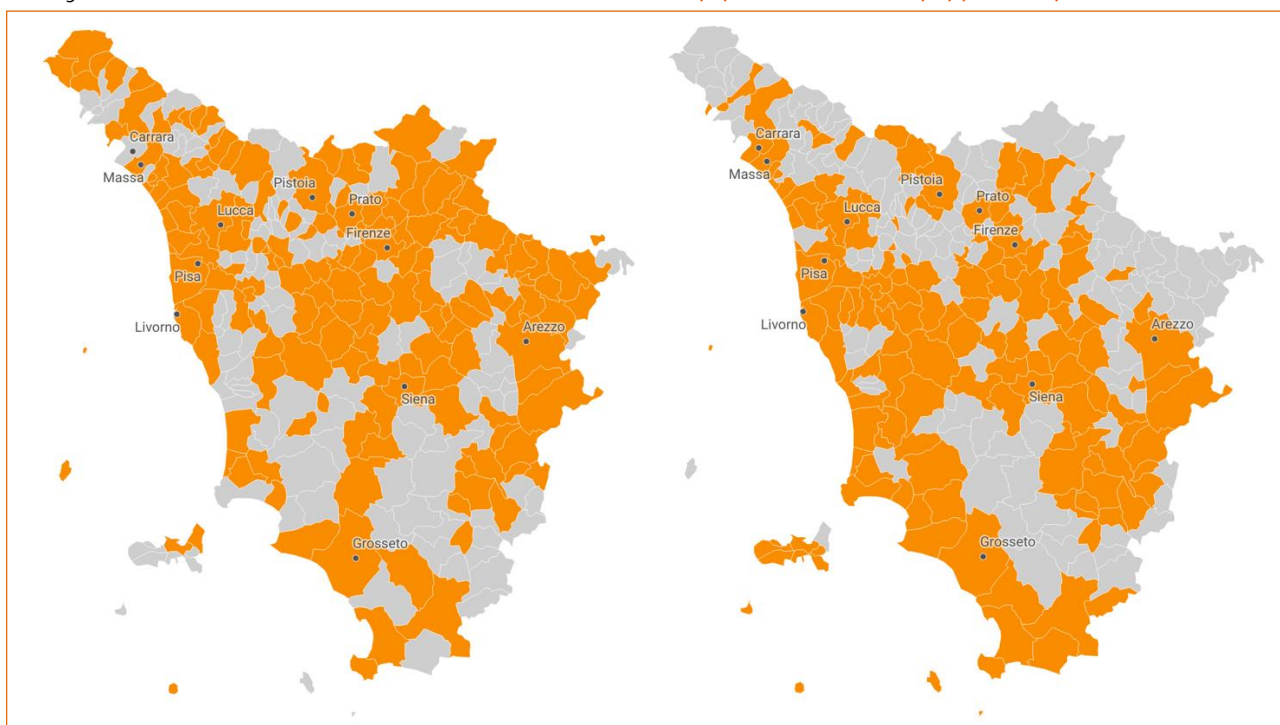 Carrara
Massa
Pistoia
Prato
Lucca
Firenze
Pisa
Livorno
Arezzo
Siena
Grosseto
Carrara
Massa
Pistoia
Prato
Lucca
Firenze
Pisa
Livorno
Arezzo
Siena
Grosseto